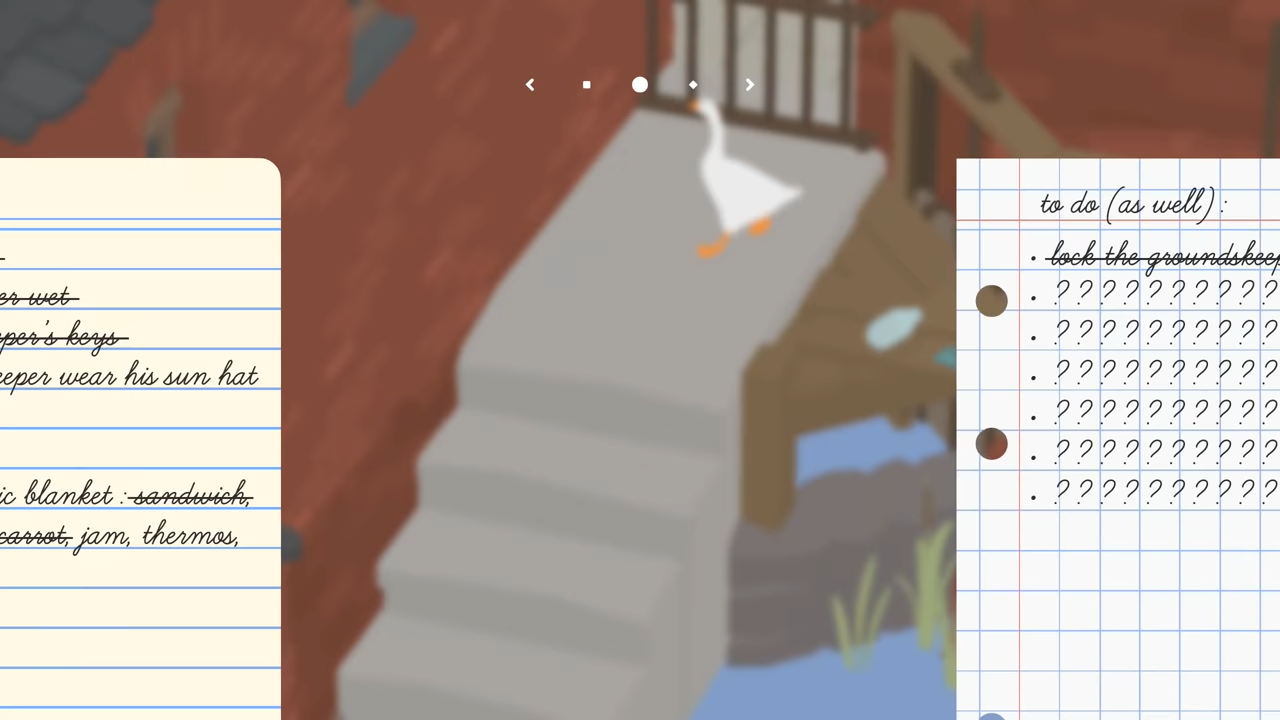 er wet
per's keys
eeper wear his sun hat
ic blanket : sandwich,
carrot, jam, thermos,
to do (as well) :
• lock the groundskeep
• ??????????
• ??????????
• ??????????
• ??????????
• ??????????
• ??????????